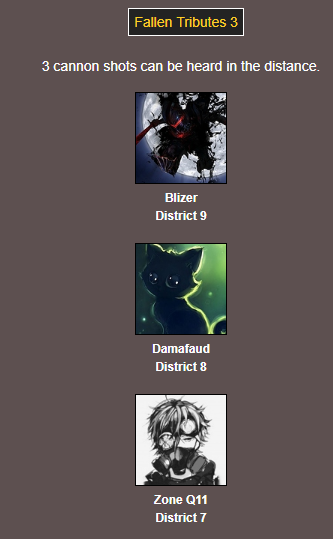 Fallen Tributes 3
3 cannon shots can be heard in the distance.
Blizer
District 9
Damafaud
District 8
Zone Q11
District 7